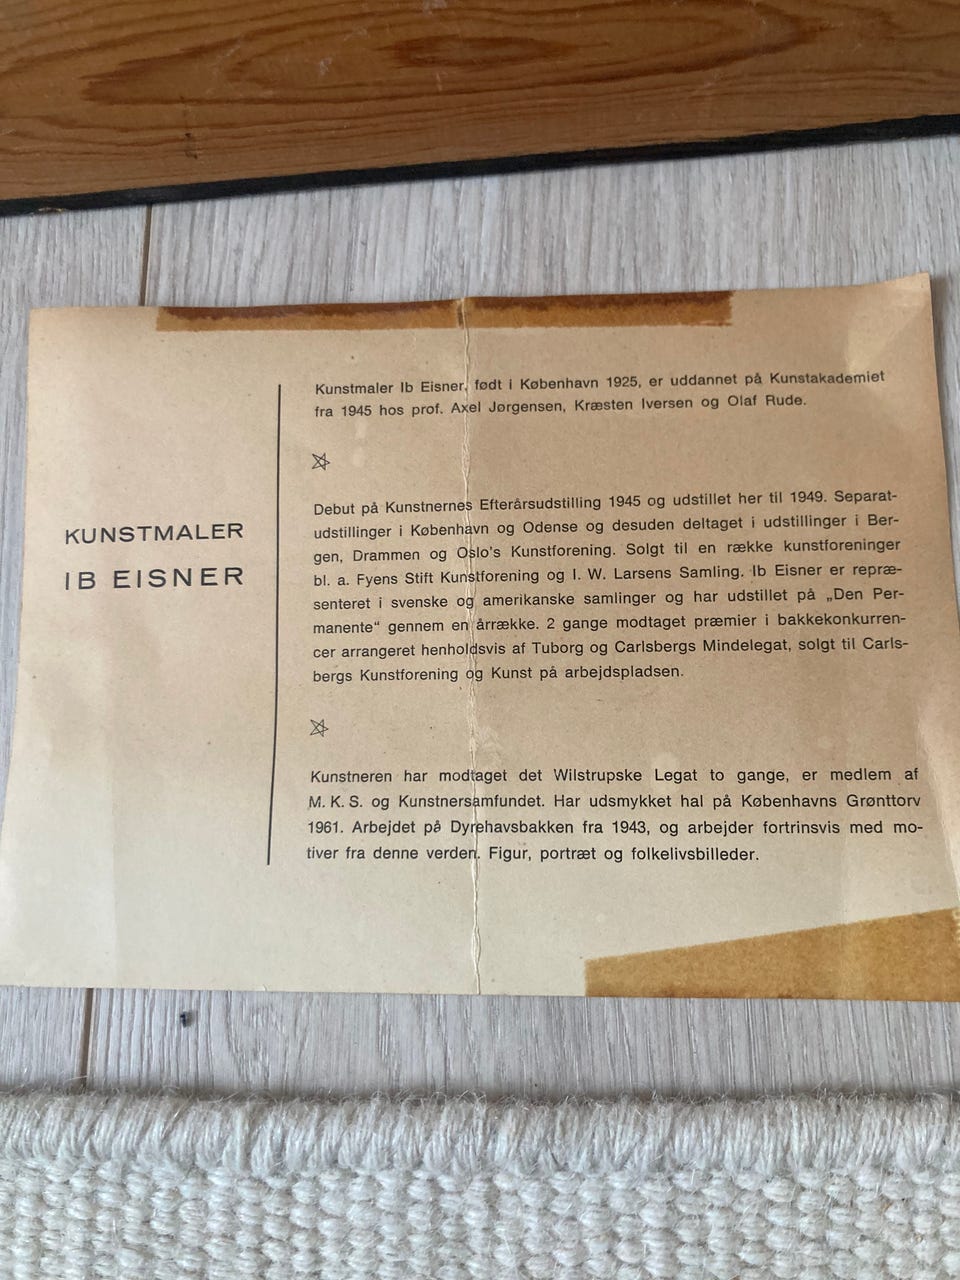 KUNSTMALER
IB EISNER
Kunstmaler Ib Eisner, født i København 1925, er uddannet på Kunstakademiet
fra 1945 hos prof. Axel Jørgensen, Kræsten Iversen og Olaf Rude.
Debut på Kunstnernes Efterårsudstilling 1945 og udstillet her til 1949. Separat-
udstillinger i København og Odense og desuden deltaget i udstillinger i Ber-
gen, Drammen og Oslo's Kunstforening. Solgt til en række kunstforeninger
bl. a. Fyens Stift Kunstforening og I. W. Larsens Samling. Ib Eisner er repræ-
senteret i svenske og amerikanske samlinger og har udstillet på „Den Per-
manente“ gennem en årrække. 2 gange modtaget præmier i bakkekonkurren-
cer arrangeret henholdsvis af Tuborg og Carlsbergs Mindelegat, solgt til Carls-
bergs Kunstforening og Kunst på arbejdspladsen.
Kunstneren har modtaget det Wilstrupske Legat to gange, er medlem af
M. K. S. og Kunstnersamfundet. Har udsmykket hal på Københavns Grønttorv
1961. Arbejdet på Dyrehavsbakken fra 1943, og arbejder fortrinsvis med mo-
tiver fra denne verden. Figur, portræt og folkelivsbilleder.